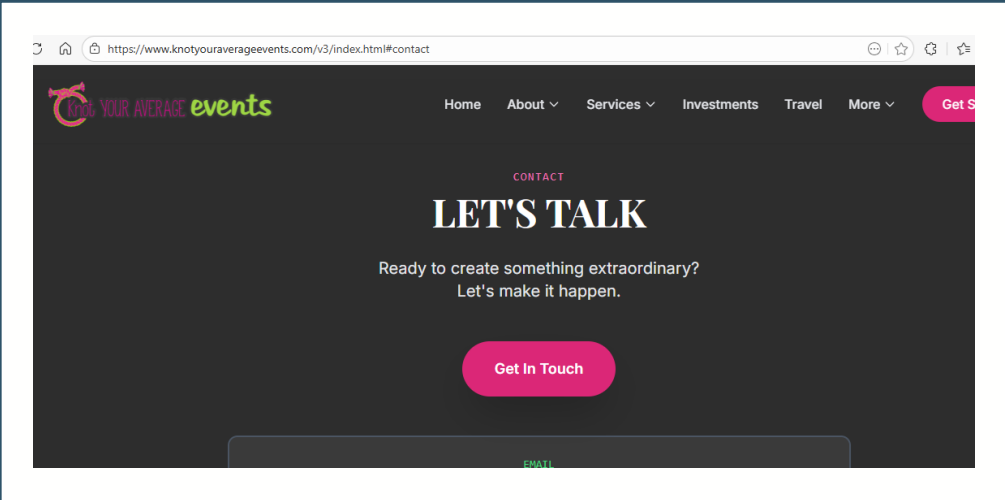 https://www.knotyouraverageevents.com/v3/index.html#contact
Knot YOUR AVERAGE events
Home About Services Investments Travel More Get S
CONTACT
LET'S TALK
Ready to create something extraordinary?
Let's make it happen.
Get In Touch
EMAIL